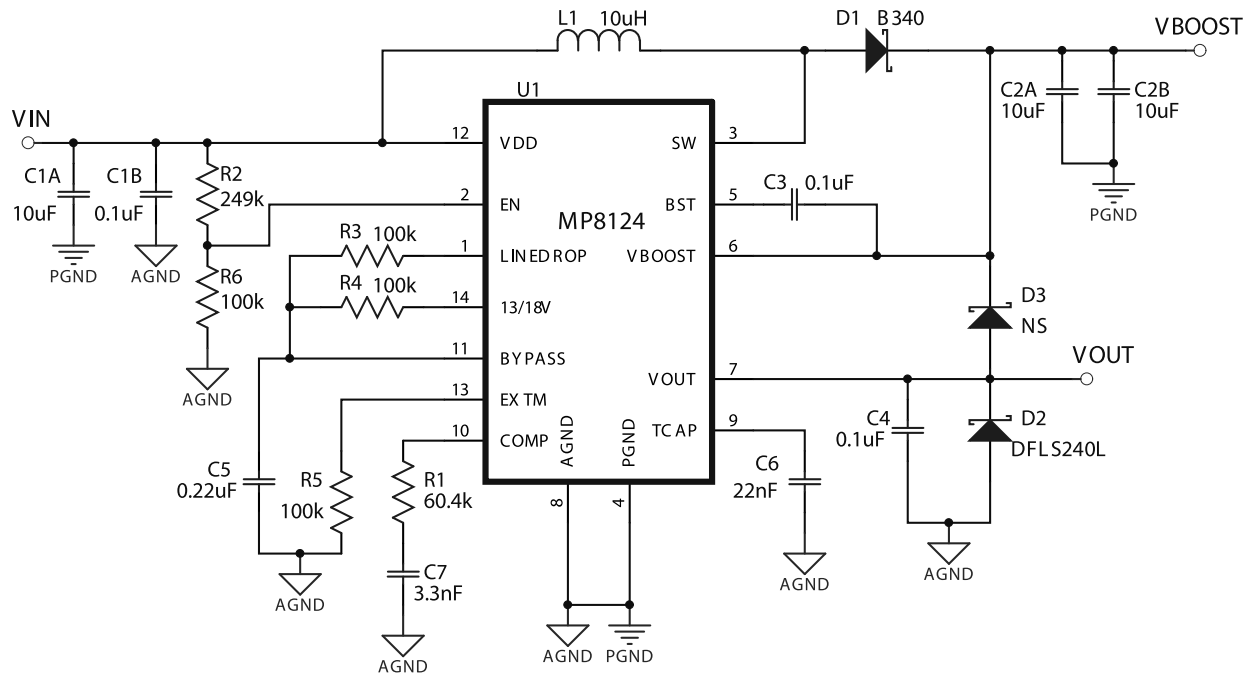 L1 10uH
D1 B340
VBOOST
C2A
10uF
C2B
10uF
PGND
VIN
C1A
10uF
PGND
C1B
0.1uF
AGND
R2
249k
R6
100k
AGND
U1
MP8124
12 VDD
2 EN
1 LINEDROP
14 13/18V
11 BYPASS
13 EXTM
10 COMP
SW 3
BST 5
VBOOST 6
VOUT 7
TCAP 9
AGND
8
PGND
4
R3 100k
R4 100k
C3 0.1uF
D3
NS
VOUT
C4
0.1uF
D2
DFLS240L
AGND
C5
0.22uF
R5
100k
AGND
R1
60.4k
C7
3.3nF
AGND
C6
22nF
AGND
AGND
PGND